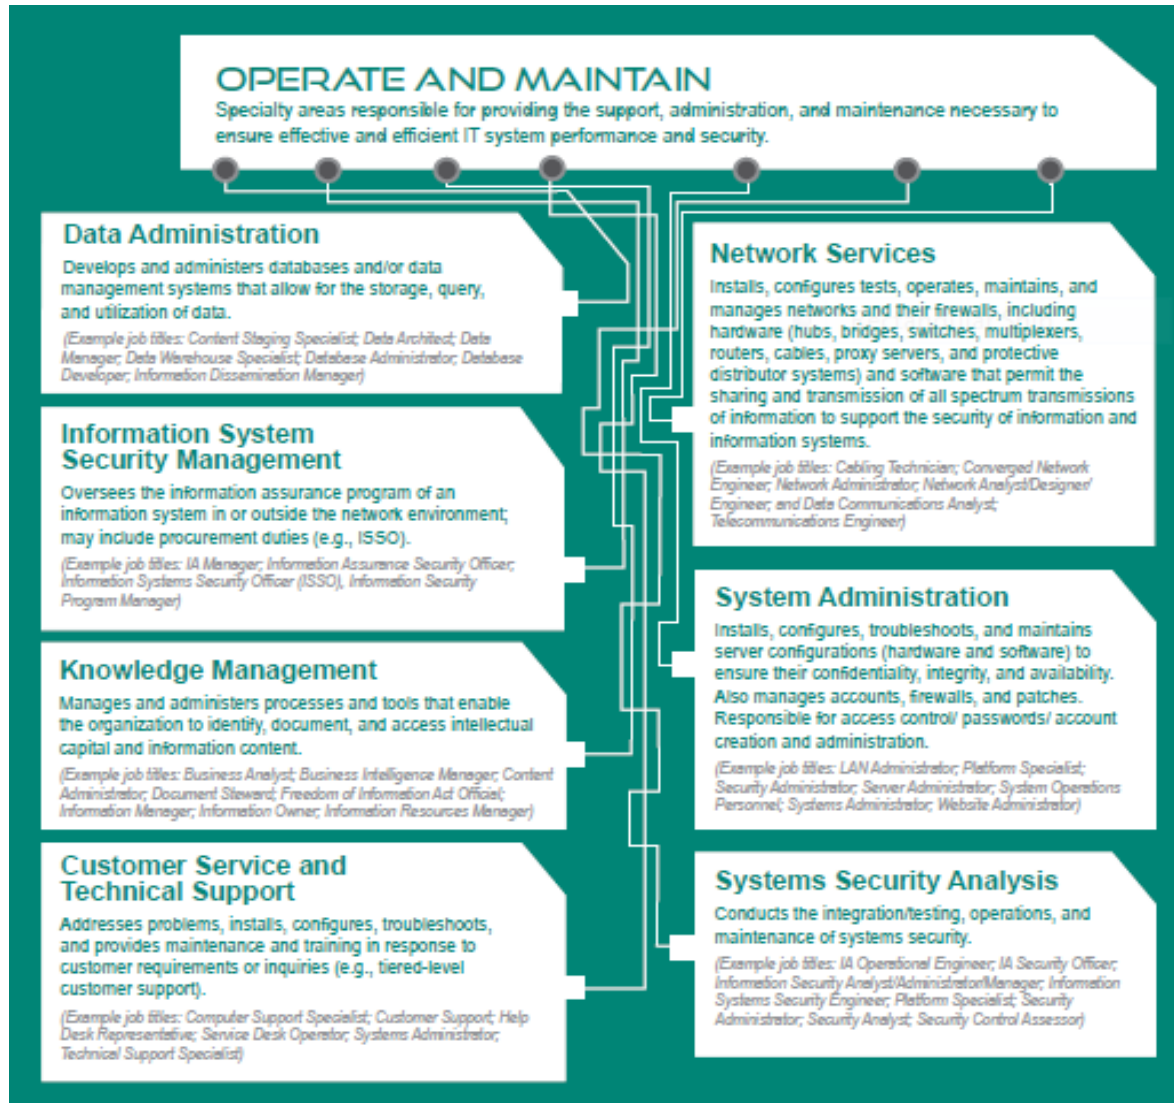 OPERATE AND MAINTAIN
Specialty areas responsible for providing the support, administration, and maintenance necessary to
ensure effective and efficient IT system performance and security.
Data Administration
Develops and administers databases and/or data
management systems that allow for the storage, query,
and utilization of data.
(Example job titles: Content Staging Specialist; Data Architect; Data
Manager; Data Warehouse Specialist; Database Administrator; Database
Developer; Information Dissemination Manager)
Information System
Security Management
Oversees the information assurance program of an
information system in or outside the network environment;
may include procurement duties (e.g., ISSO).
(Example job titles: IA Manager; Information Assurance Security Officer;
Information Systems Security Officer (ISSO), Information Security
Program Manager)
Knowledge Management
Manages and administers processes and tools that enable
the organization to identify, document, and access intellectual
capital and information content.
(Example job titles: Business Analyst; Business Intelligence Manager; Content
Administrator; Document Steward; Freedom of Information Act Official;
Information Manager; Information Owner; Information Resources Manager)
Customer Service and
Technical Support
Addresses problems, installs, configures, troubleshoots,
and provides maintenance and training in response to
customer requirements or inquiries (e.g., tiered-level
customer support).
(Example job titles: Computer Support Specialist; Customer Support; Help
Desk Representative; Service Desk Operator; Systems Administrator;
Technical Support Specialist)
Network Services
Installs, configures tests, operates, maintains, and
manages networks and their firewalls, including
hardware (hubs, bridges, switches, multiplexers,
routers, cables, proxy servers, and protective
distributor systems) and software that permit the
sharing and transmission of all spectrum transmissions
of information to support the security of information and
information systems.
(Example job titles: Cabling Technician; Converged Network
Engineer; Network Administrator; Network Analyst/Designer/
Engineer; and Data Communications Analyst;
Telecommunications Engineer)
System Administration
Installs, configures, troubleshoots, and maintains
server configurations (hardware and software) to
ensure their confidentiality, integrity, and availability.
Also manages accounts, firewalls, and patches.
Responsible for access control/ passwords/ account
creation and administration.
(Example job titles: LAN Administrator; Platform Specialist;
Security Administrator; Server Administrator; System Operations
Personnel; Systems Administrator; Website Administrator)
Systems Security Analysis
Conducts the integration/testing, operations, and
maintenance of systems security.
(Example job titles: IA Operational Engineer; IA Security Officer;
Information Security Analyst/Administrator/Manager; Information
Systems Security Engineer; Platform Specialist; Security
Administrator; Security Analyst; Security Control Assessor)